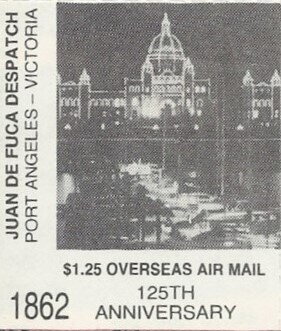 JUAN DE FUCA DESPATCH
PORT ANGELES – VICTORIA
$1.25 OVERSEAS AIR MAIL
1862
125TH
ANNIVERSARY